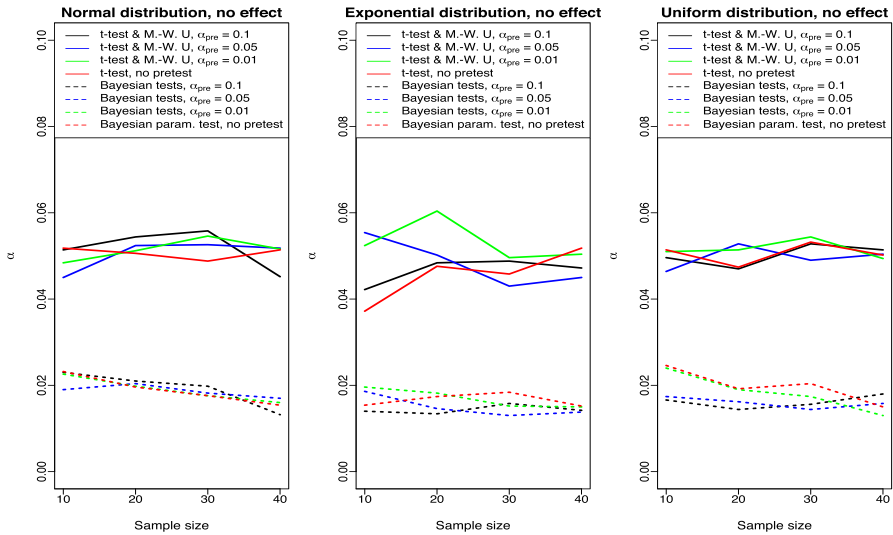 Normal distribution, no effect
t-test & M.-W. U, αpre = 0.1
t-test & M.-W. U, αpre = 0.05
t-test & M.-W. U, αpre = 0.01
t-test, no pretest
Bayesian tests, αpre = 0.1
Bayesian tests, αpre = 0.05
Bayesian tests, αpre = 0.01
Bayesian param. test, no pretest
0.10
0.08
0.06
0.04
0.02
0.00
α
10 20 30 40
Sample size
Exponential distribution, no effect
t-test & M.-W. U, αpre = 0.1
t-test & M.-W. U, αpre = 0.05
t-test & M.-W. U, αpre = 0.01
t-test, no pretest
Bayesian tests, αpre = 0.1
Bayesian tests, αpre = 0.05
Bayesian tests, αpre = 0.01
Bayesian param. test, no pretest
0.10
0.08
0.06
0.04
0.02
0.00
α
10 20 30 40
Sample size
Uniform distribution, no effect
t-test & M.-W. U, αpre = 0.1
t-test & M.-W. U, αpre = 0.05
t-test & M.-W. U, αpre = 0.01
t-test, no pretest
Bayesian tests, αpre = 0.1
Bayesian tests, αpre = 0.05
Bayesian tests, αpre = 0.01
Bayesian param. test, no pretest
0.10
0.08
0.06
0.04
0.02
0.00
α
10 20 30 40
Sample size